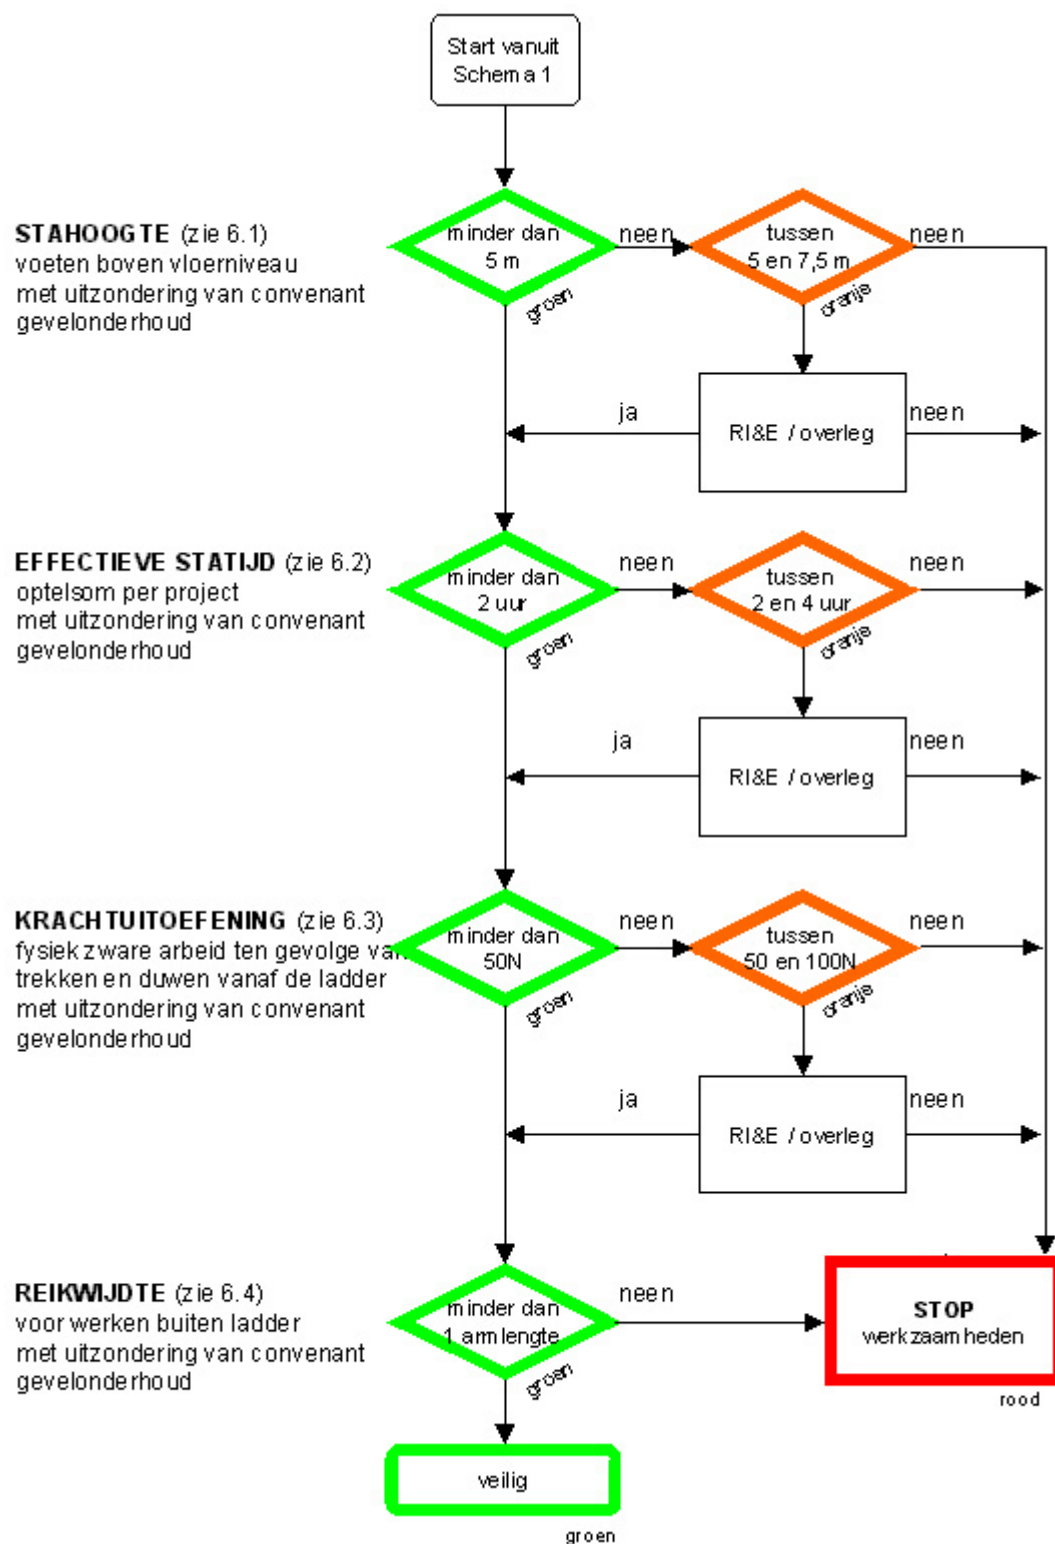 Start vanuit
Schema 1
STAHOOGTE (zie 6.1)
voeten boven vloerniveau
met uitzondering van convenant
gevelonderhoud
minder dan
5 m
groen
neen
tussen
5 en 7,5 m
oranje
neen
ja
RI&E / overleg
neen
EFFECTIEVE STATIJD (zie 6.2)
optelsom per project
met uitzondering van convenant
gevelonderhoud
minder dan
2 uur
groen
neen
tussen
2 en 4 uur
oranje
neen
ja
RI&E / overleg
neen
KRACHTUITOEFENING (zie 6.3)
fysiek zware arbeid ten gevolge van
trekken en duwen vanaf de ladder
met uitzondering van convenant
gevelonderhoud
minder dan
50N
groen
neen
tussen
50 en 100N
oranje
neen
ja
RI&E / overleg
neen
REIKWIJDTE (zie 6.4)
voor werken buiten ladder
met uitzondering van convenant
gevelonderhoud
minder dan
1 armlengte
groen
neen
STOP
werkzaamheden
rood
veilig
groen